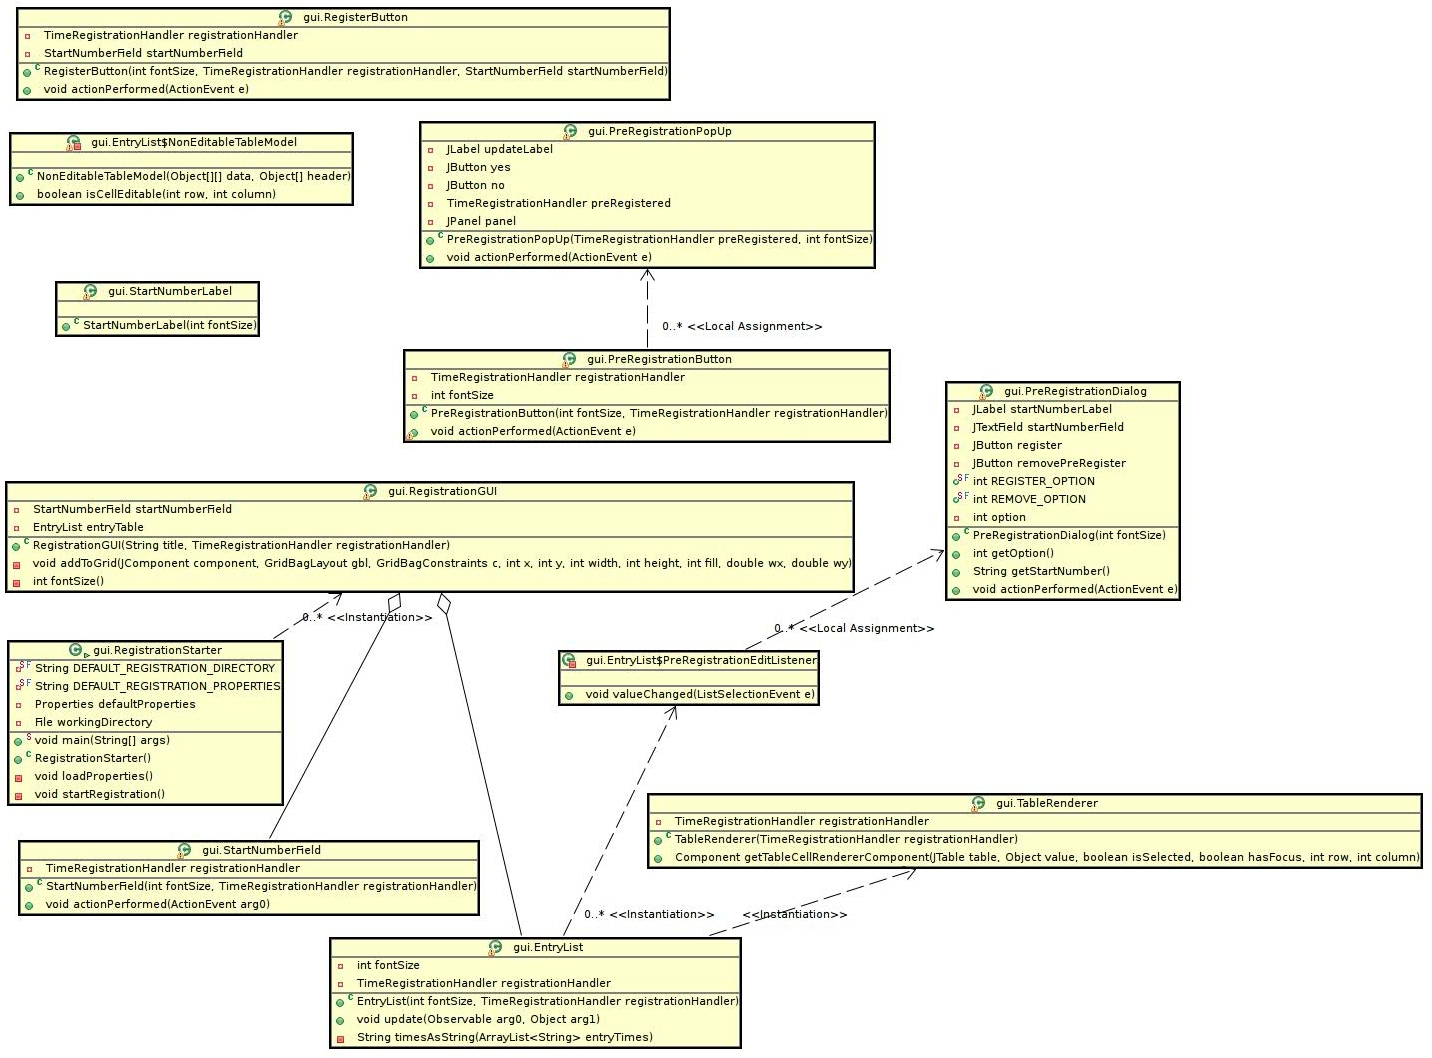 gui.RegisterButton
TimeRegistrationHandler registrationHandler
StartNumberField startNumberField
RegisterButton(int fontSize, TimeRegistrationHandler registrationHandler, StartNumberField startNumberField)
void actionPerformed(ActionEvent e)
gui.EntryList$NonEditableTableModel
NonEditableTableModel(Object[][] data, Object[] header)
boolean isCellEditable(int row, int column)
gui.PreRegistrationPopUp
JLabel updateLabel
JButton yes
JButton no
TimeRegistrationHandler preRegistered
JPanel panel
PreRegistrationPopUp(TimeRegistrationHandler preRegistered, int fontSize)
void actionPerformed(ActionEvent e)
gui.StartNumberLabel
StartNumberLabel(int fontSize)
0..* <<Local Assignment>>
gui.PreRegistrationButton
TimeRegistrationHandler registrationHandler
int fontSize
PreRegistrationButton(int fontSize, TimeRegistrationHandler registrationHandler)
void actionPerformed(ActionEvent e)
gui.PreRegistrationDialog
JLabel startNumberLabel
JTextField startNumberField
JButton register
JButton removePreRegister
int REGISTER_OPTION
int REMOVE_OPTION
int option
PreRegistrationDialog(int fontSize)
int getOption()
String getStartNumber()
void actionPerformed(ActionEvent e)
gui.RegistrationGUI
StartNumberField startNumberField
EntryList entryTable
RegistrationGUI(String title, TimeRegistrationHandler registrationHandler)
void addToGrid(JComponent component, GridBagLayout gbl, GridBagConstraints c, int x, int y, int width, int height, int fill, double wx, double wy)
int fontSize()
0..* <<Instantiation>>
0..* <<Local Assignment>>
gui.RegistrationStarter
String DEFAULT_REGISTRATION_DIRECTORY
String DEFAULT_REGISTRATION_PROPERTIES
Properties defaultProperties
File workingDirectory
void main(String[] args)
RegistrationStarter()
void loadProperties()
void startRegistration()
gui.EntryList$PreRegistrationEditListener
void valueChanged(ListSelectionEvent e)
gui.TableRenderer
TimeRegistrationHandler registrationHandler
TableRenderer(TimeRegistrationHandler registrationHandler)
Component getTableCellRendererComponent(JTable table, Object value, boolean isSelected, boolean hasFocus, int row, int column)
gui.StartNumberField
TimeRegistrationHandler registrationHandler
StartNumberField(int fontSize, TimeRegistrationHandler registrationHandler)
void actionPerformed(ActionEvent arg0)
0..* <<Instantiation>>
<<Instantiation>>
gui.EntryList
int fontSize
TimeRegistrationHandler registrationHandler
EntryList(int fontSize, TimeRegistrationHandler registrationHandler)
void update(Observable arg0, Object arg1)
String timesAsString(ArrayList<String> entryTimes)